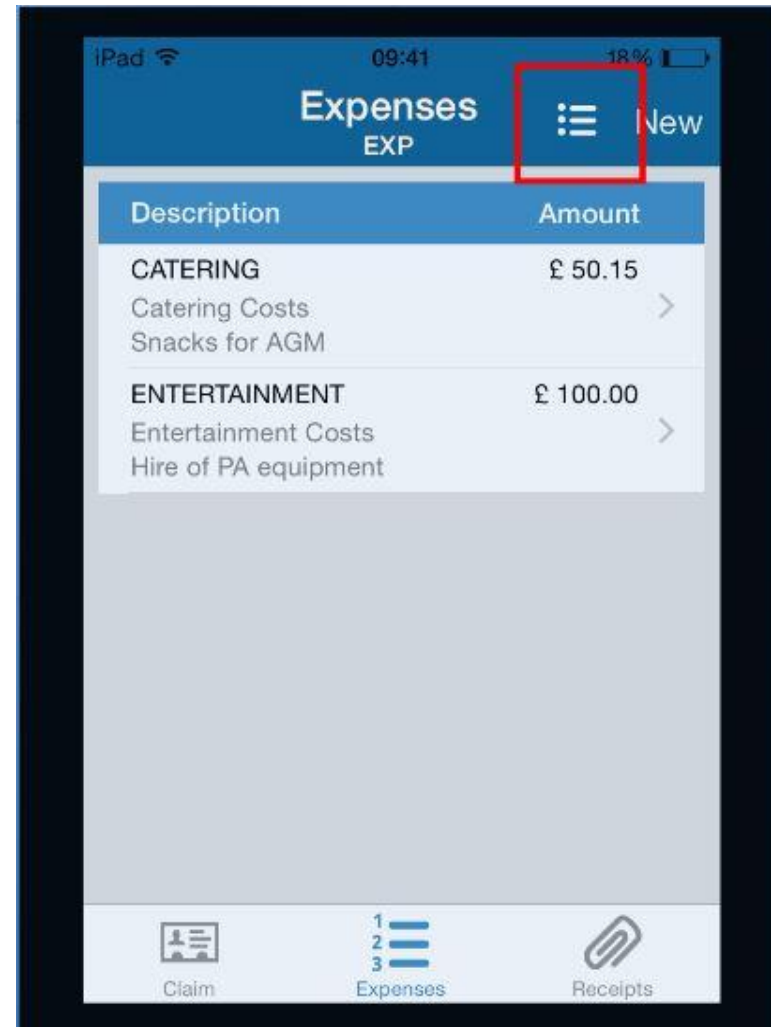 iPad 09:41 18%
Expenses New
EXP
Description Amount
CATERING £ 50.15
Catering Costs
Snacks for AGM
ENTERTAINMENT £ 100.00
Entertainment Costs
Hire of PA equipment
1
2
3
Claim Expenses Receipts